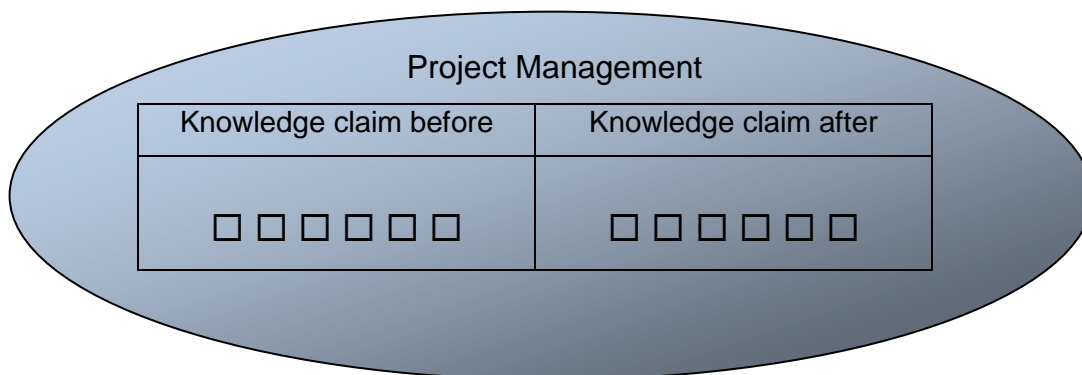 Project Management
Knowledge claim before Knowledge claim after
□ □ □ □ □ □ □ □ □ □ □ □